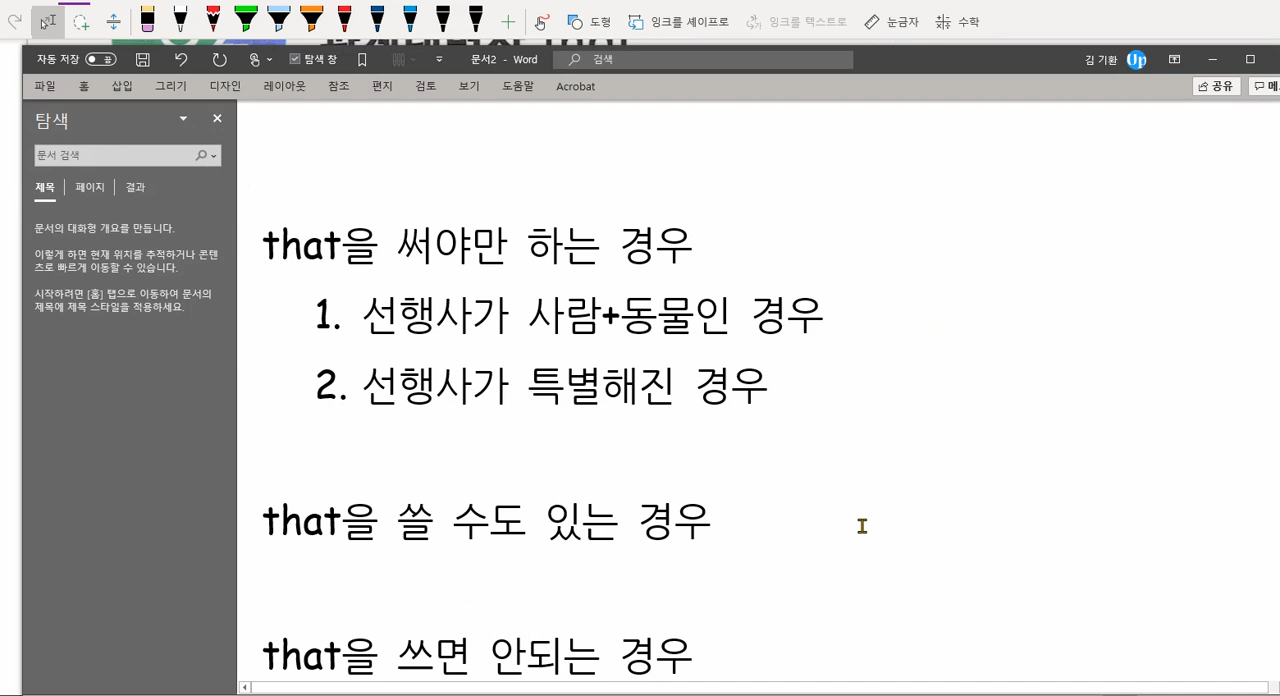 도형
잉크를 셰이프로
잉크를 텍스트로
눈금자
수학
자동 저장
끔
탐색 창
문서2 - Word
검색
김 기환
Up
파일
홈
삽입
그리기
디자인
레이아웃
참조
편지
검토
보기
도움말
Acrobat
공유
탐색
문서 검색
제목
페이지
결과
문서의 대화형 개요를 만듭니다.
이렇게 하면 현재 위치를 추적하거나 콘텐
츠로 빠르게 이동할 수 있습니다.
시작하려면 [홈] 탭으로 이동하여 문서의
제목에 제목 스타일을 적용하세요.
that을 써야만 하는 경우
1. 선행사가 사람+동물인 경우
2. 선행사가 특별해진 경우
that을 쓸 수도 있는 경우
that을 쓰면 안되는 경우